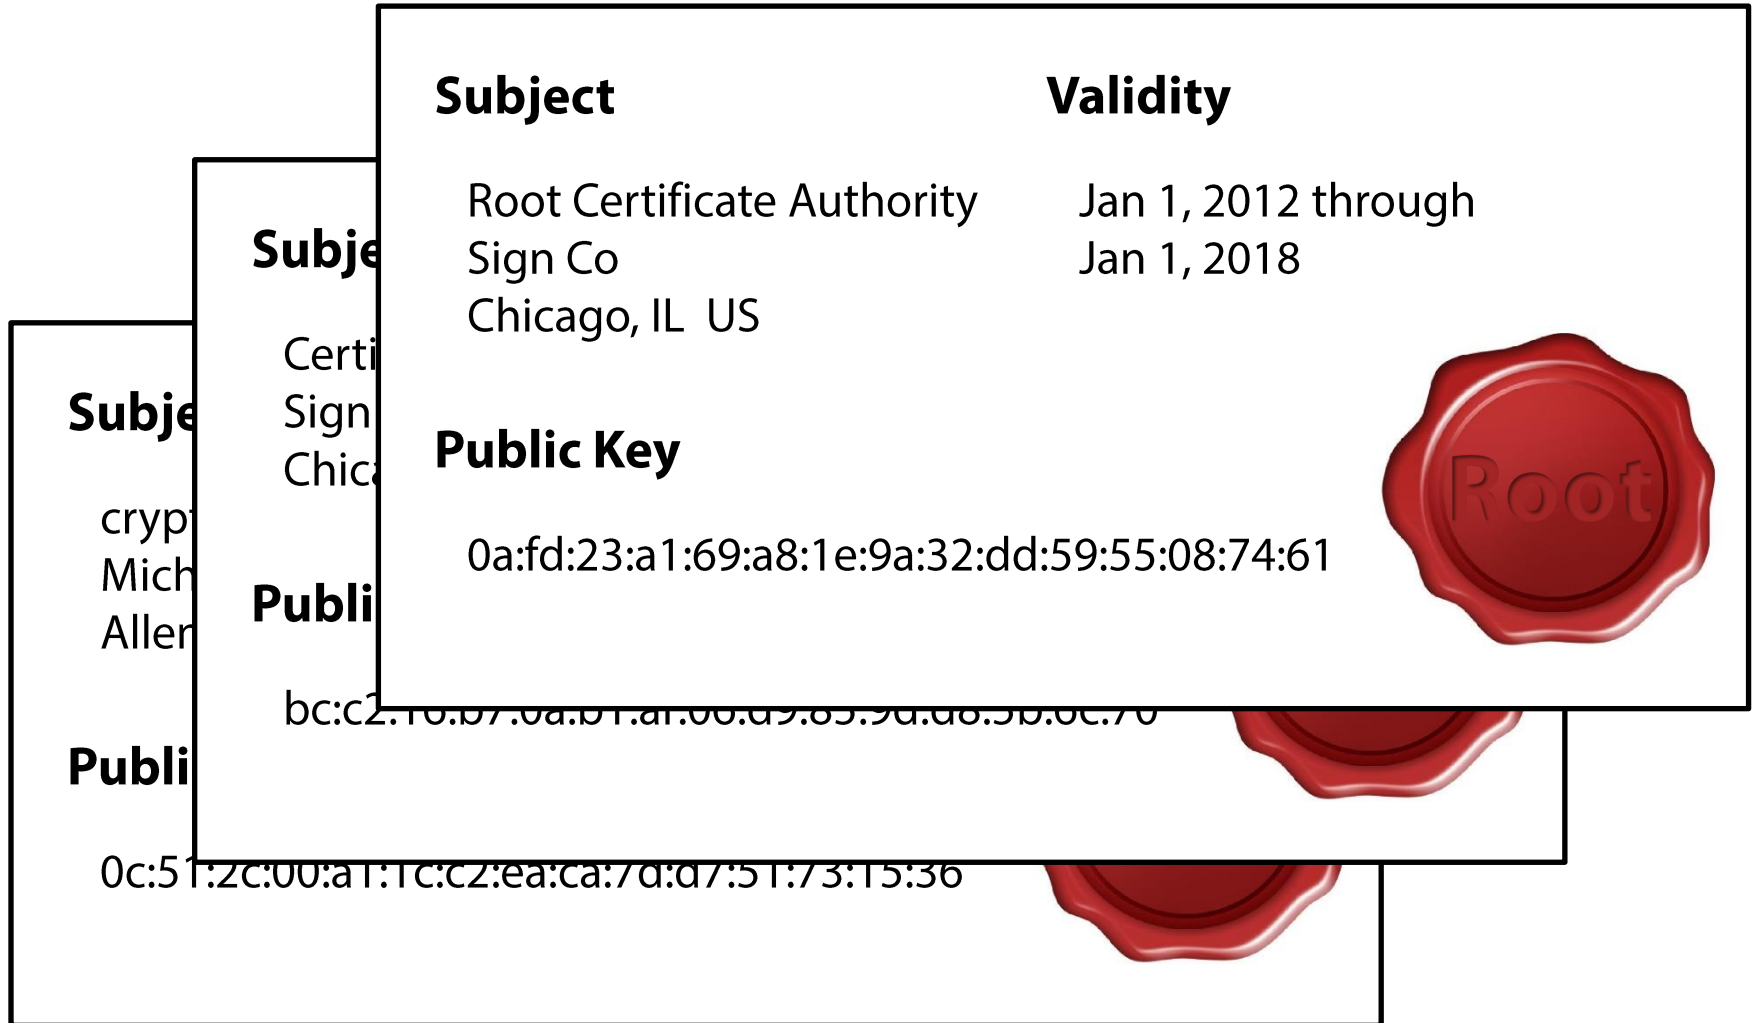 Subject
Validity
Root Certificate Authority
Jan 1, 2012 through
Sign Co
Jan 1, 2018
Chicago, IL US
Public Key
0a:fd:23:a1:69:a8:1e:9a:32:dd:59:55:08:74:61
Root
Subje
Certi
Sign
Chica
Publi
Subje
crypt
Mich
Aller
Publi
0c:51:2c:00:a1:1c:c2:ea:ca:7d:d7:51:73:15:36